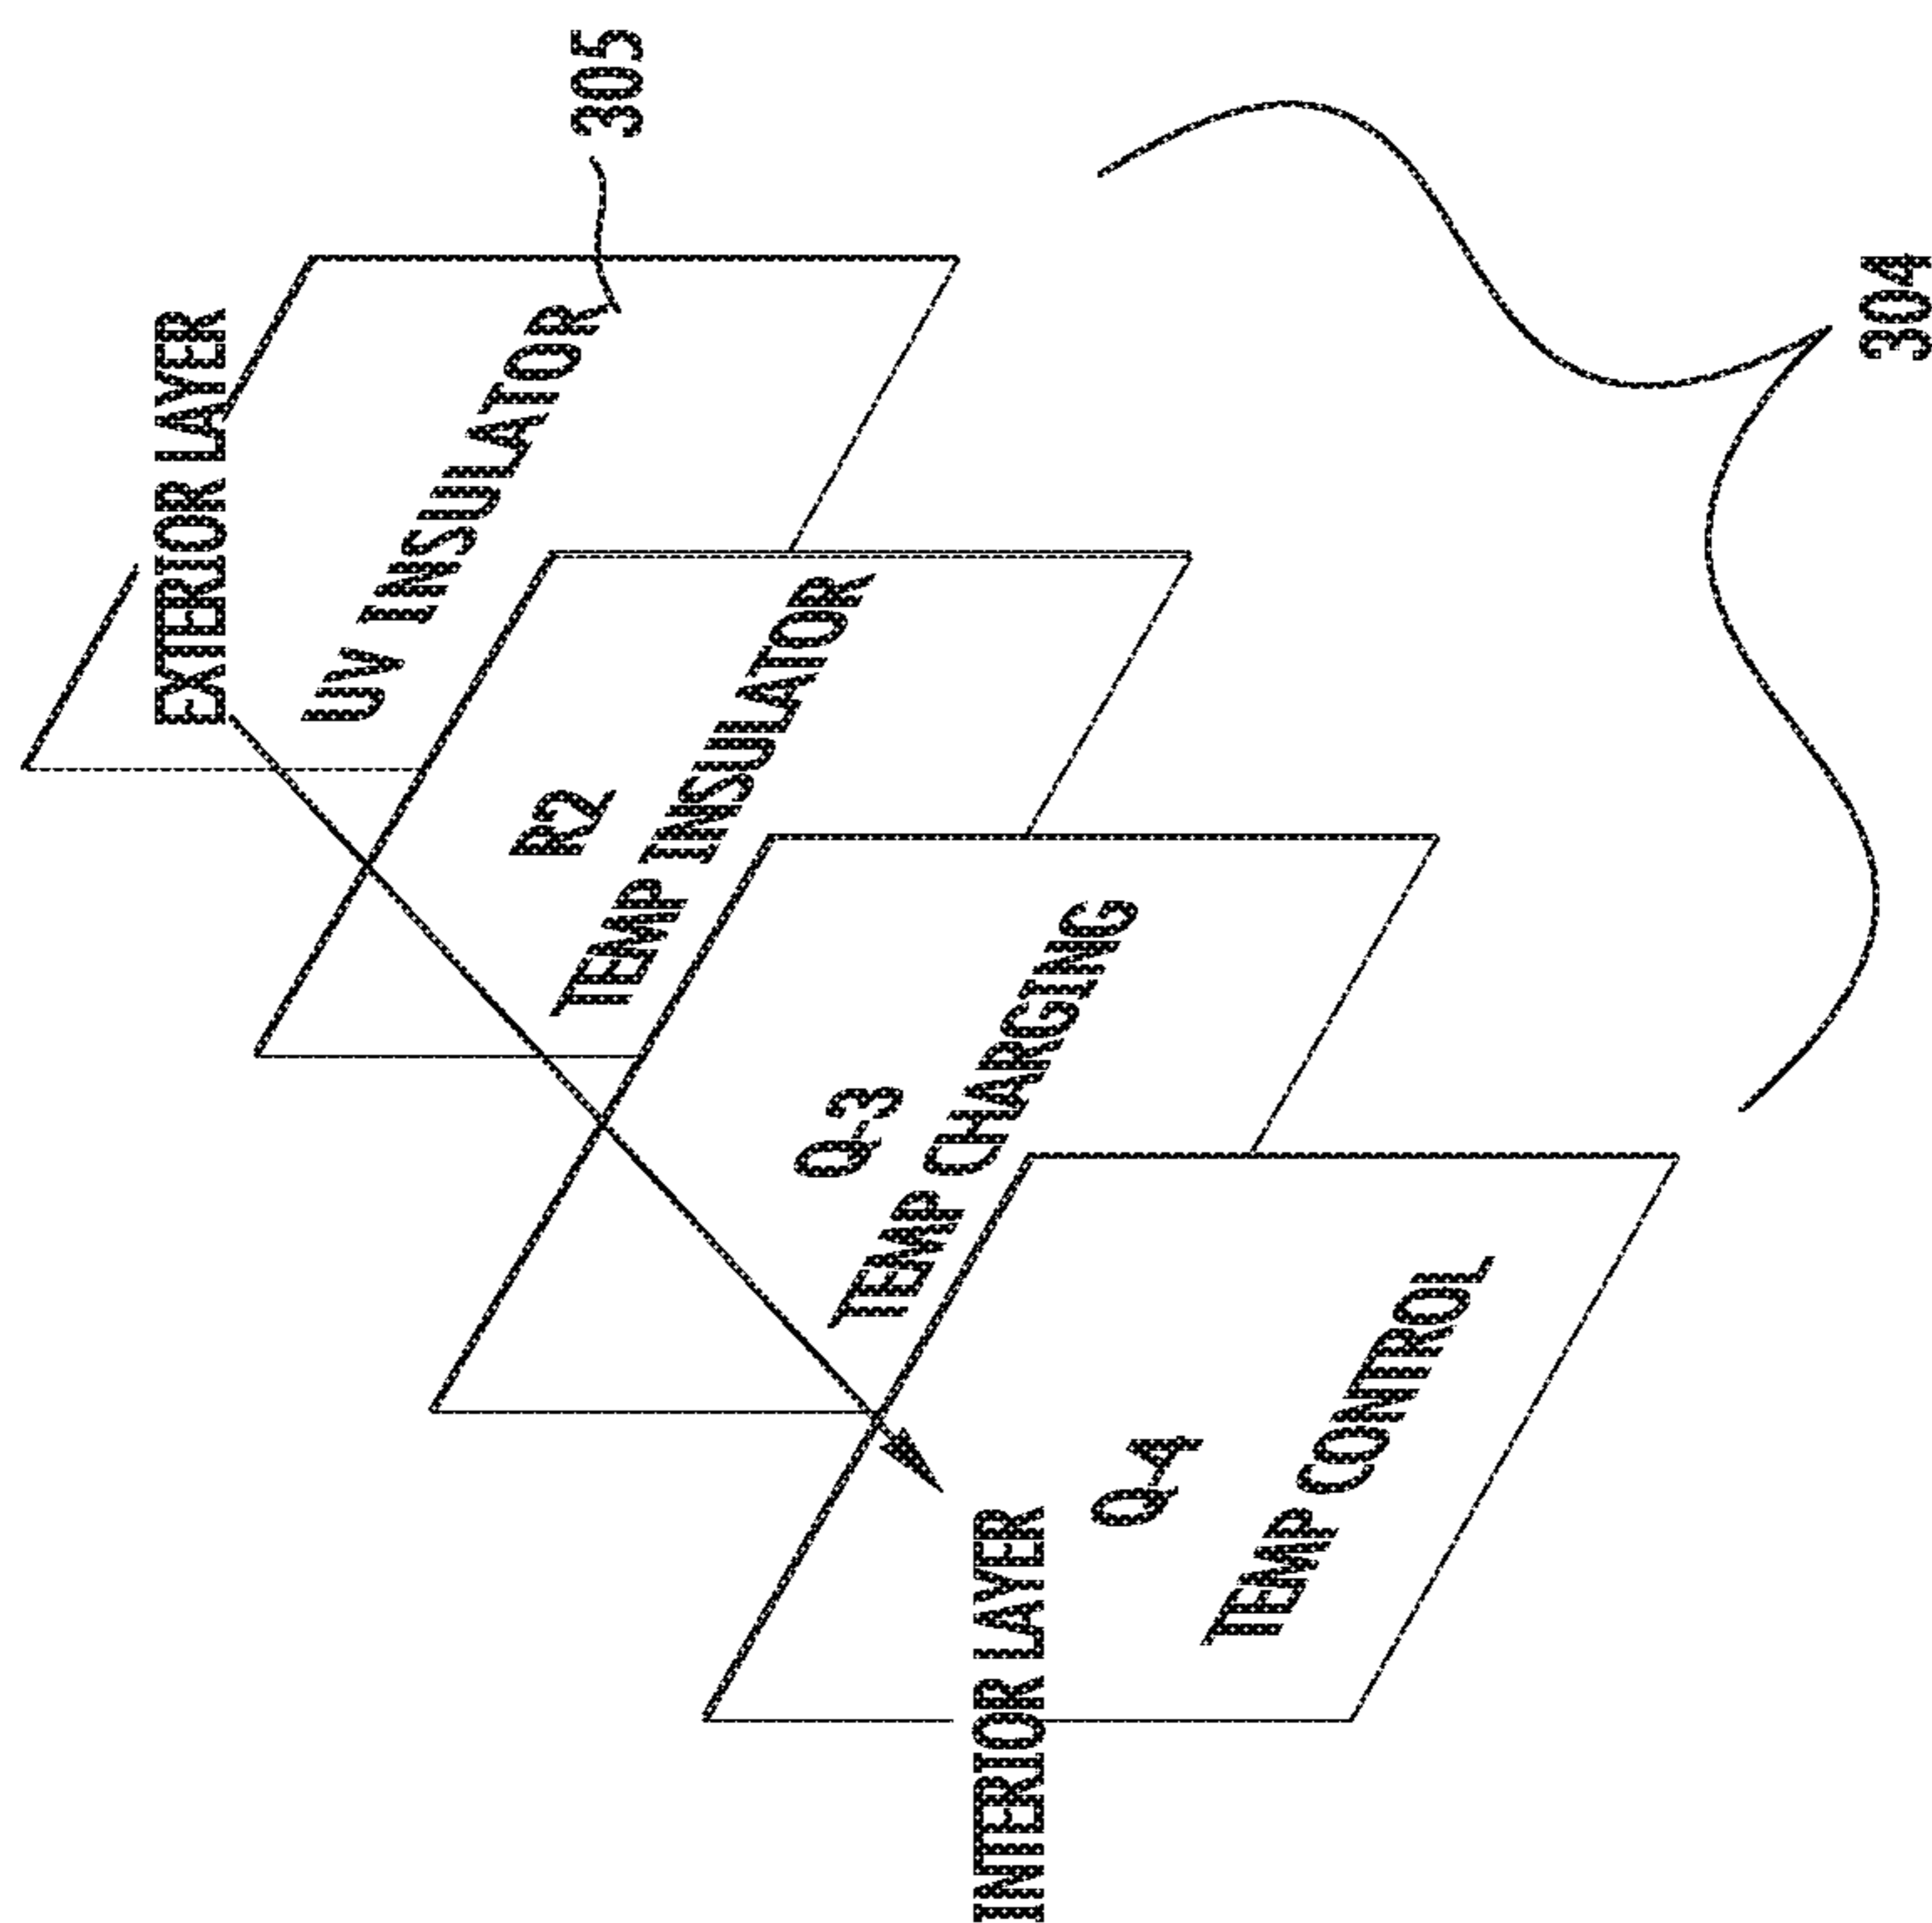 EXTERIOR LAYER
UV INSULATOR
305
R2
TEMP INSULATOR
Q-3
TEMP CHARGING
Q-4
TEMP CONTROL
INTERIOR LAYER
304